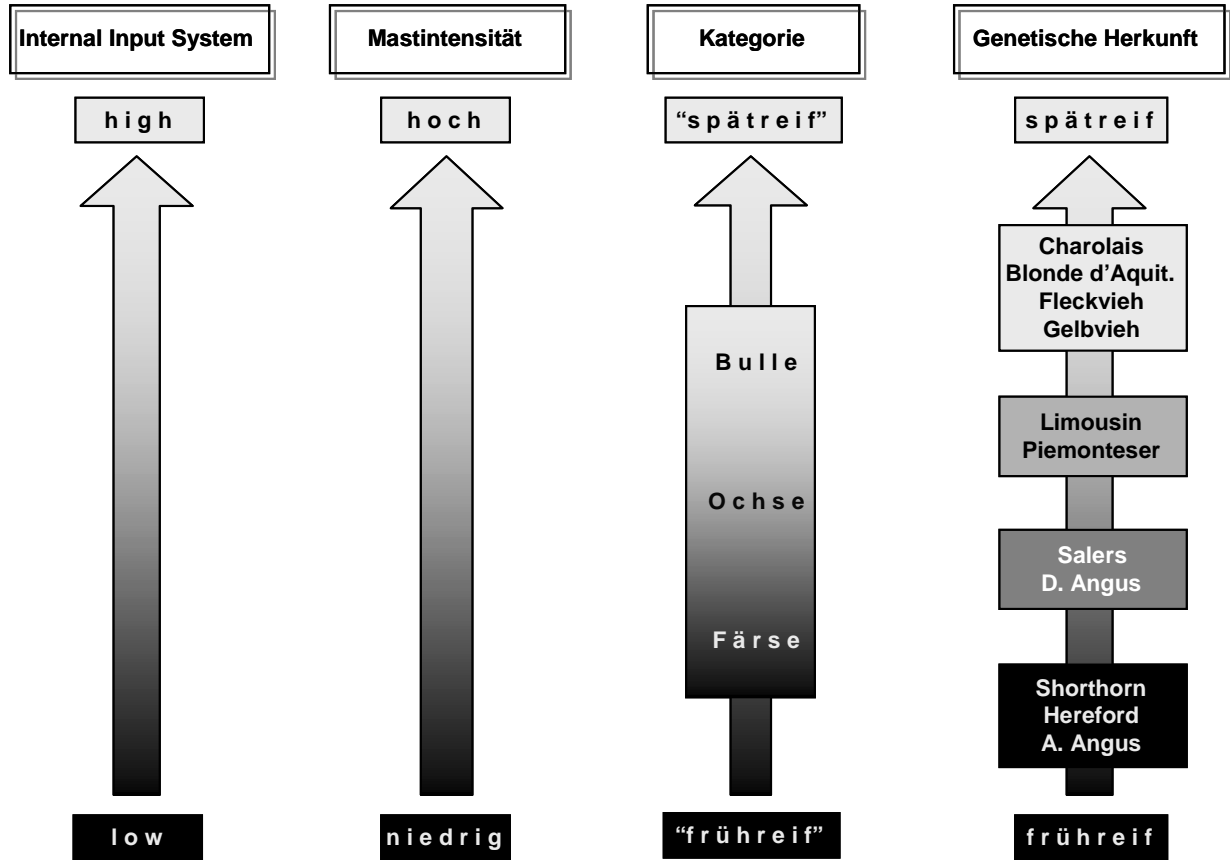 Internal Input System
Mastintensität
Kategorie
Genetische Herkunft
high
hoch
“spätreif”
spätreif
Charolais
Blonde d’Aquit.
Fleckvieh
Gelbvieh
Bulle
Limousin
Piemonteser
Ochse
Salers
D. Angus
Färse
Shorthorn
Hereford
A. Angus
low
niedrig
“frühreif”
frühreif